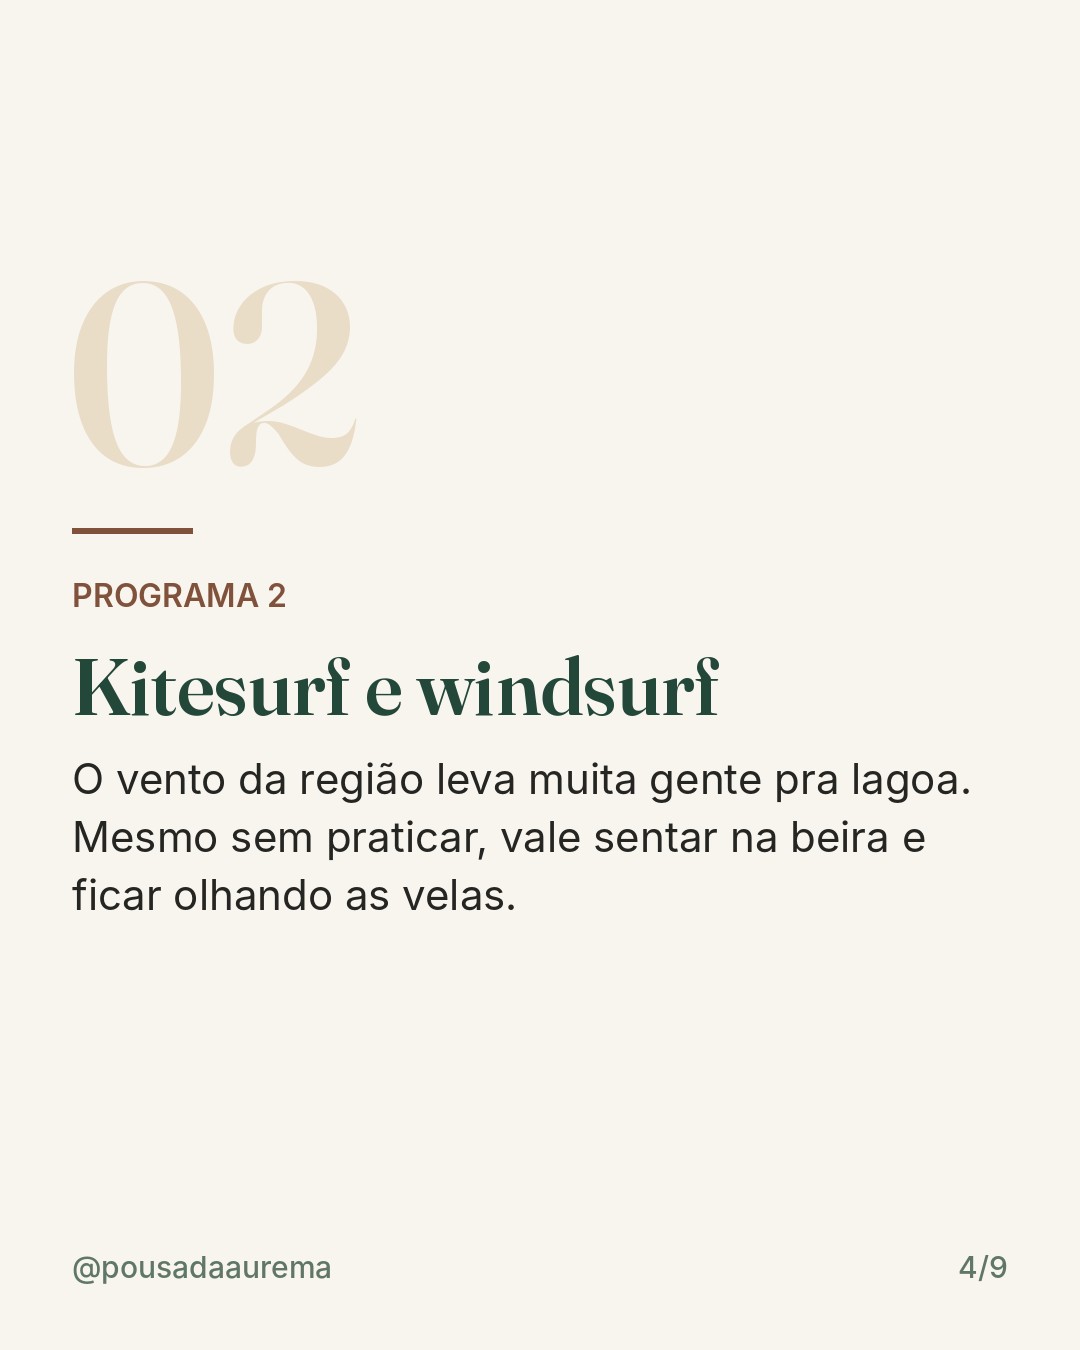 02
PROGRAMA 2
Kitesurf e windsurf
O vento da região leva muita gente pra lagoa.
Mesmo sem praticar, vale sentar na beira e
ficar olhando as velas.
@pousadaaurema
4/9